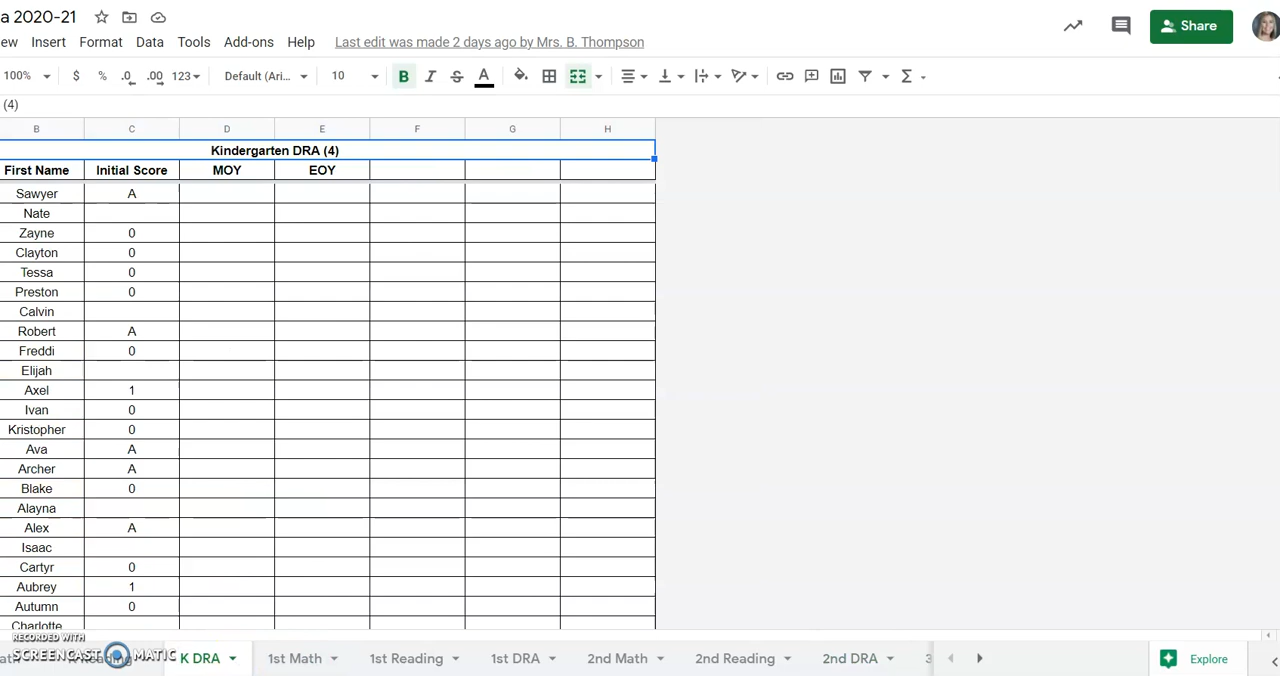 a 2020-21
ew Insert Format Data Tools Add-ons Help Last edit was made 2 days ago by Mrs. B. Thompson
Share
100% $ % .0 .00 123 Default (Ari... 10 B I S A
(4)
B C D E F G H
Kindergarten DRA (4)
First Name Initial Score MOY EOY
Sawyer A
Nate
Zayne 0
Clayton 0
Tessa 0
Preston 0
Calvin
Robert A
Freddi 0
Elijah
Axel 1
Ivan 0
Kristopher 0
Ava A
Archer A
Blake 0
Alayna
Alex A
Isaac
Cartyr 0
Aubrey 1
Autumn 0
Charlotte
RECORDED WITH
SCREENCAST MATIC
K DRA 1st Math 1st Reading 1st DRA 2nd Math 2nd Reading 2nd DRA 3 Explore